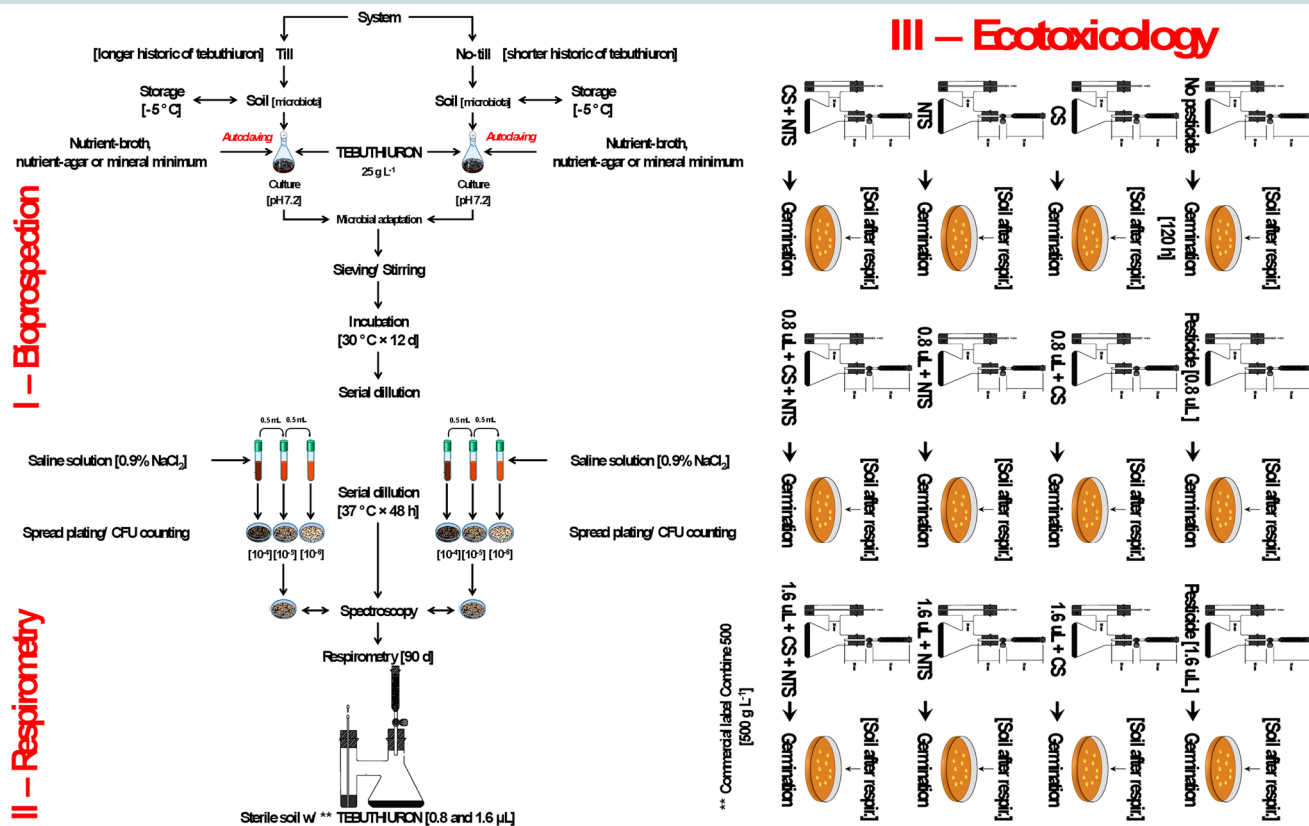 System
[longer historic of tebuthiuron] Till
No-till [shorter historic of tebuthiuron]
Storage
[-5 °C]
Soil [microbiota]
Soil [microbiota]
Storage
[-5 °C]
Autoclaving
Autoclaving
Nutrient-broth,
nutrient-agar or mineral minimum
TEBUTHIURON
25 g L-1
Nutrient-broth,
nutrient-agar or mineral minimum
Culture
[pH 7.2]
Culture
[pH 7.2]
Microbial adaptation
Sieving/ Stirring
Incubation
[30 °C × 12 d]
Serial dilution
0.5 mL 0.5 mL
0.5 mL 0.5 mL
Saline solution [0.9% NaCl2]
Saline solution [0.9% NaCl2]
Serial dilution
[37 °C × 48 h]
Spread plating/ CFU counting
Spread plating/ CFU counting
[10-4] [10-5] [10-6]
[10-4] [10-5] [10-6]
Spectroscopy
Respirometry [90 d]
Sterile soil w/ ** TEBUTHIURON [0.8 and 1.6 µL]
I – Bioprospection
II – Respirometry
III – Ecotoxicology
No pesticide
Germination
[Soil after respir.]
[120 h]
CS
Germination
[Soil after respir.]
NTS
Germination
[Soil after respir.]
CS + NTS
Germination
[Soil after respir.]
Pesticide [0.8 uL]
Germination
[Soil after respir.]
0.8 uL + CS
Germination
[Soil after respir.]
0.8 uL + NTS
Germination
[Soil after respir.]
0.8 uL + CS + NTS
Germination
[Soil after respir.]
Pesticide [1.6 uL]
Germination
[Soil after respir.]
1.6 uL + CS
Germination
[Soil after respir.]
1.6 uL + NTS
Germination
[Soil after respir.]
1.6 uL + CS + NTS
Germination
[Soil after respir.]
** Commercial label Combine 500
[500 g L-1]